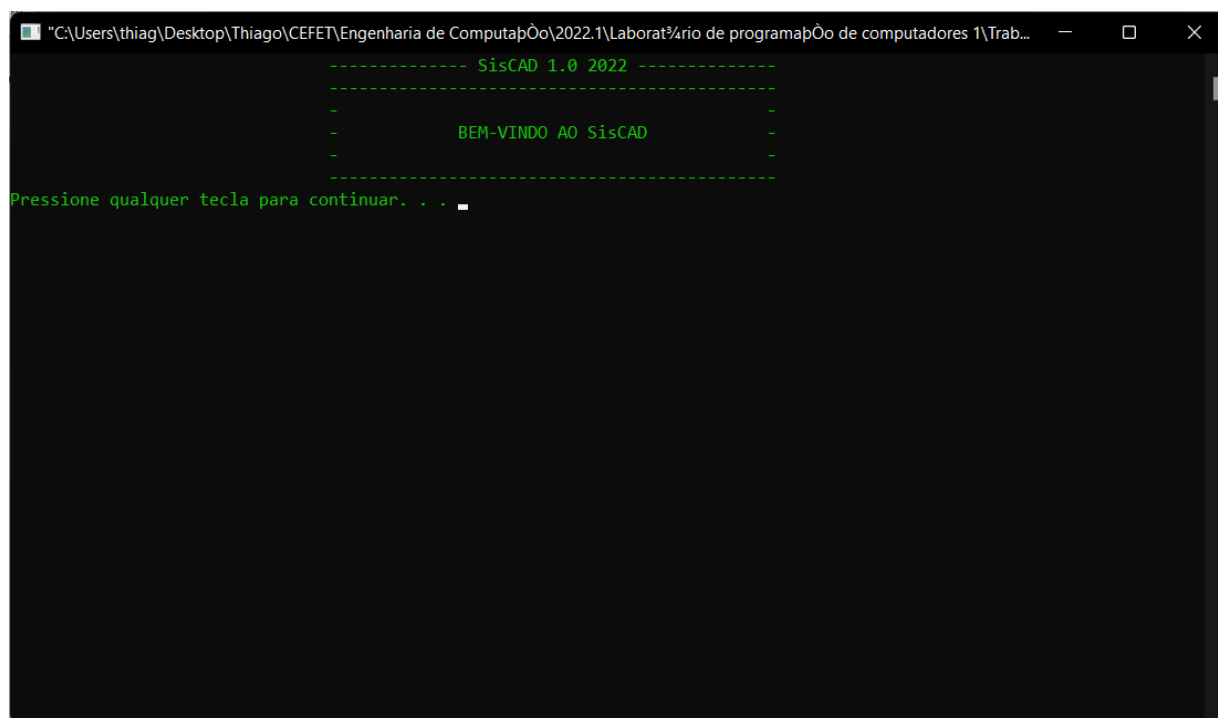 "C:\Users\thiag\Desktop\Thiago\CEFET\Engenharia de ComputaþÒo\2022.1\Laborat¾rio de programaþÒo de computadores 1\Trab...
-------------- SisCAD 1.0 2022 --------------
---------------------------------------------
- -
- BEM-VINDO AO SisCAD -
- -
---------------------------------------------
Pressione qualquer tecla para continuar. . .